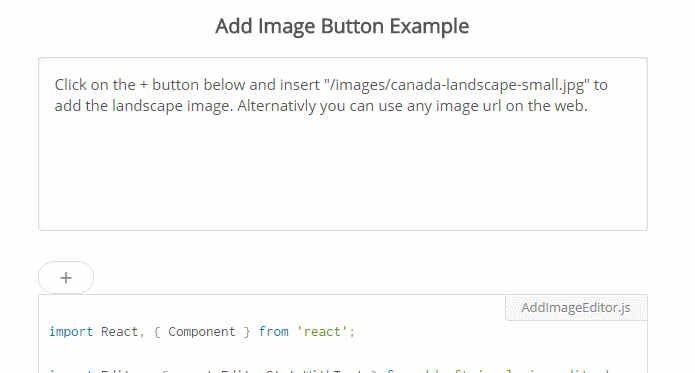 Add Image Button Example
Click on the + button below and insert "/images/canada-landscape-small.jpg" to
add the landscape image. Alternativly you can use any image url on the web.
+
AddImageEditor.js
import React, { Component } from 'react';